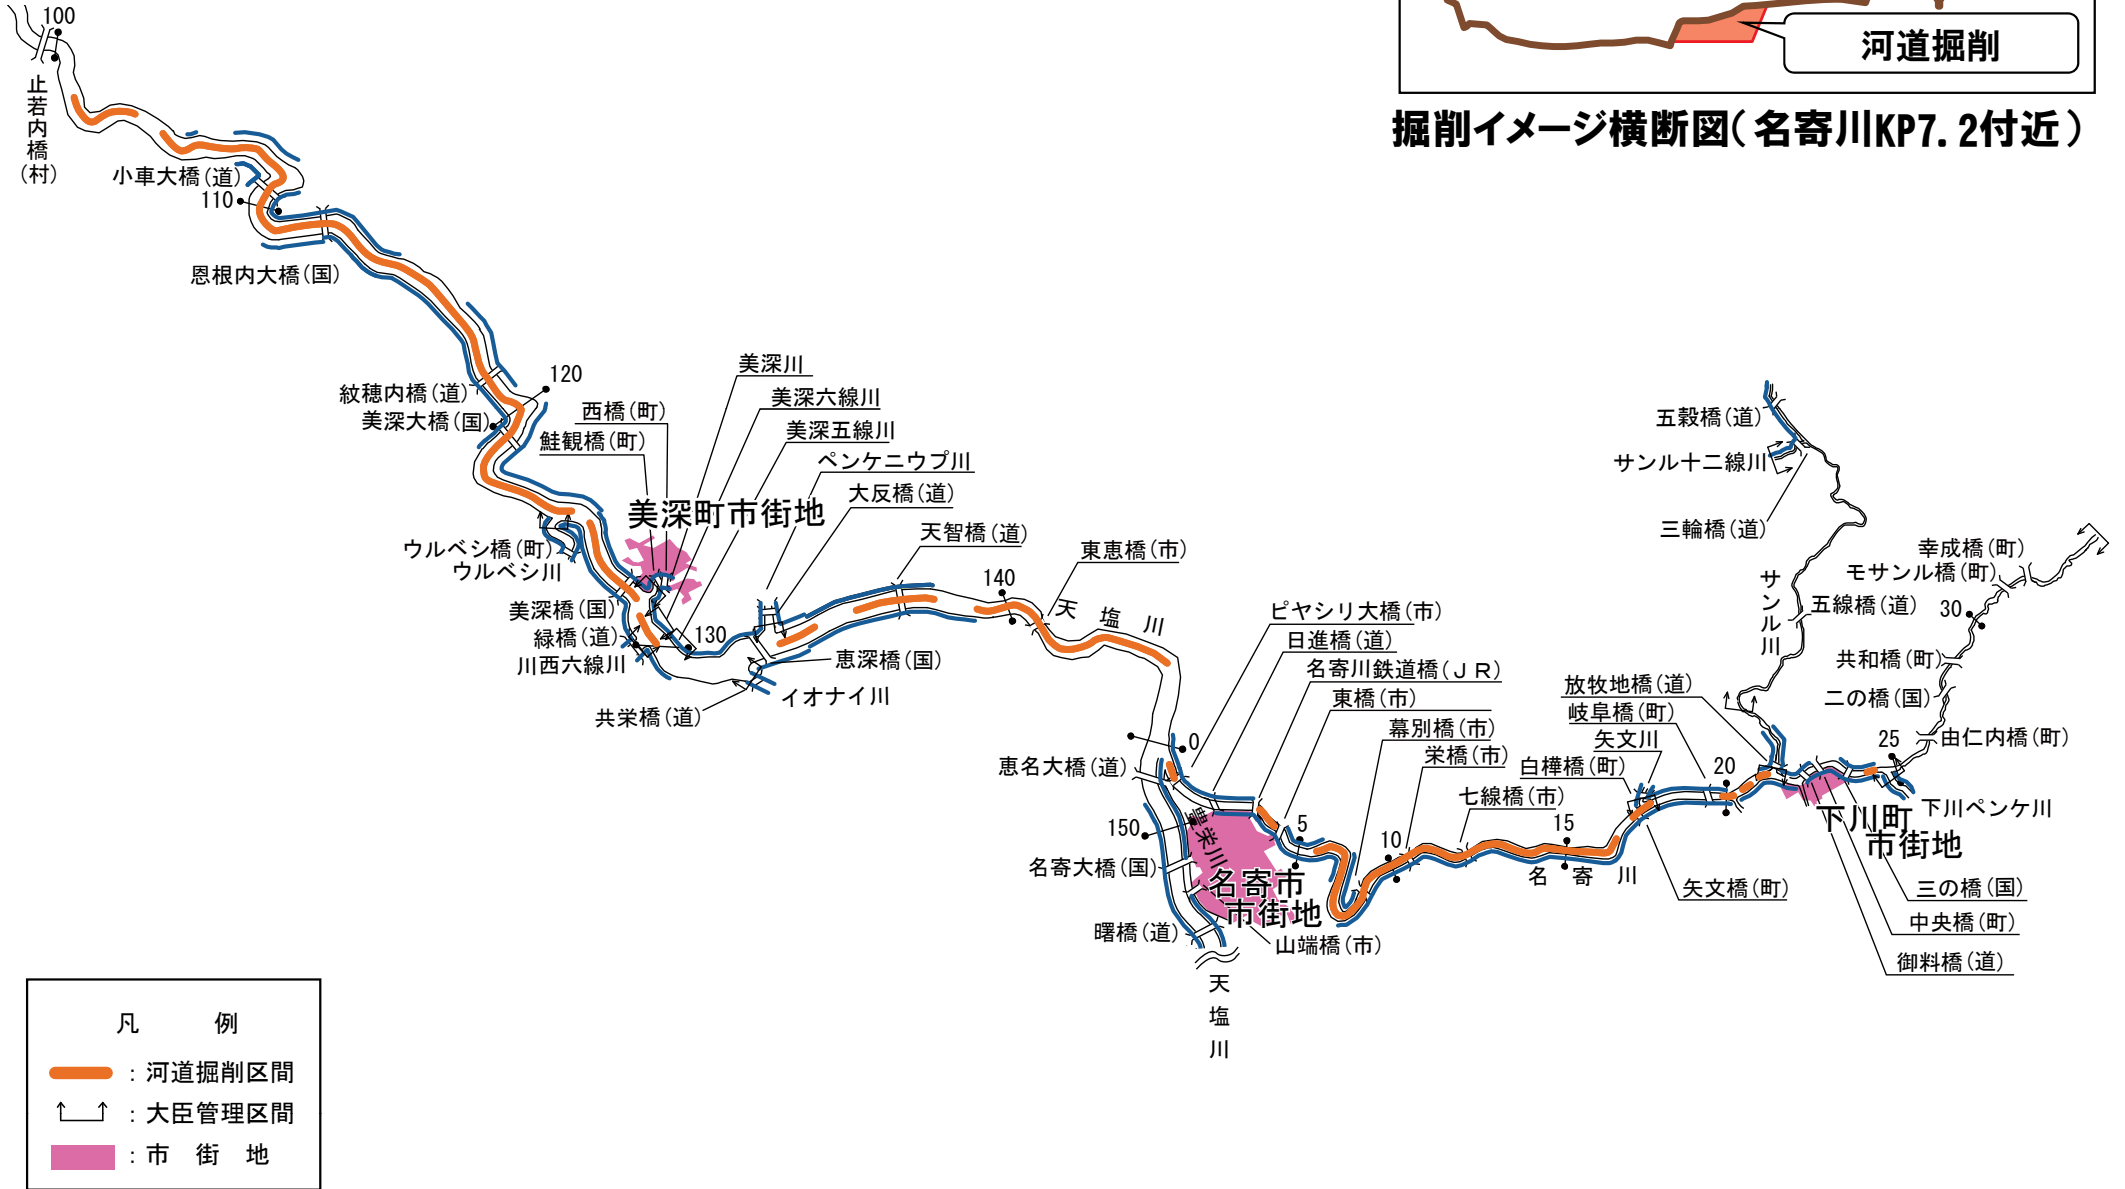 100
止若内橋(村)
河道掘削
掘削イメージ横断図(名寄川KP7.2付近)
小車大橋(道)
110
恩根内大橋(国)
紋穂内橋(道)
120
美深大橋(国)
西橋(町)
鮭観橋(町)
美深川
美深六線川
美深五線川
ペンケニウプ川
大反橋(道)
美深町市街地
天智橋(道)
東恵橋(市)
ウルベシ橋(町)
ウルベシ川
美深橋(国)
緑橋(道)
川西六線川
130
140
天塩川
恵深橋(国)
イオナイ川
共栄橋(道)
ピヤシリ大橋(市)
日進橋(道)
名寄川鉄道橋(JR)
東橋(市)
幕別橋(市)
栄橋(市)
七線橋(市)
白樺橋(町)
矢文川
岐阜橋(町)
放牧地橋(道)
五穀橋(道)
サンル十二線川
三輪橋(道)
サンル川
幸成橋(町)
モサンル橋(町)
五線橋(道)
30
共和橋(町)
二の橋(国)
由仁内橋(町)
25
20
0
恵名大橋(道)
150
豊栄川
5
10
15
名寄川
名寄大橋(国)
名寄市
市街地
曙橋(道)
山端橋(市)
天塩川
下川町
市街地
下川ペンケ川
矢文橋(町)
三の橋(国)
中央橋(町)
御料橋(道)
凡例
:河道掘削区間
:大臣管理区間
:市街地